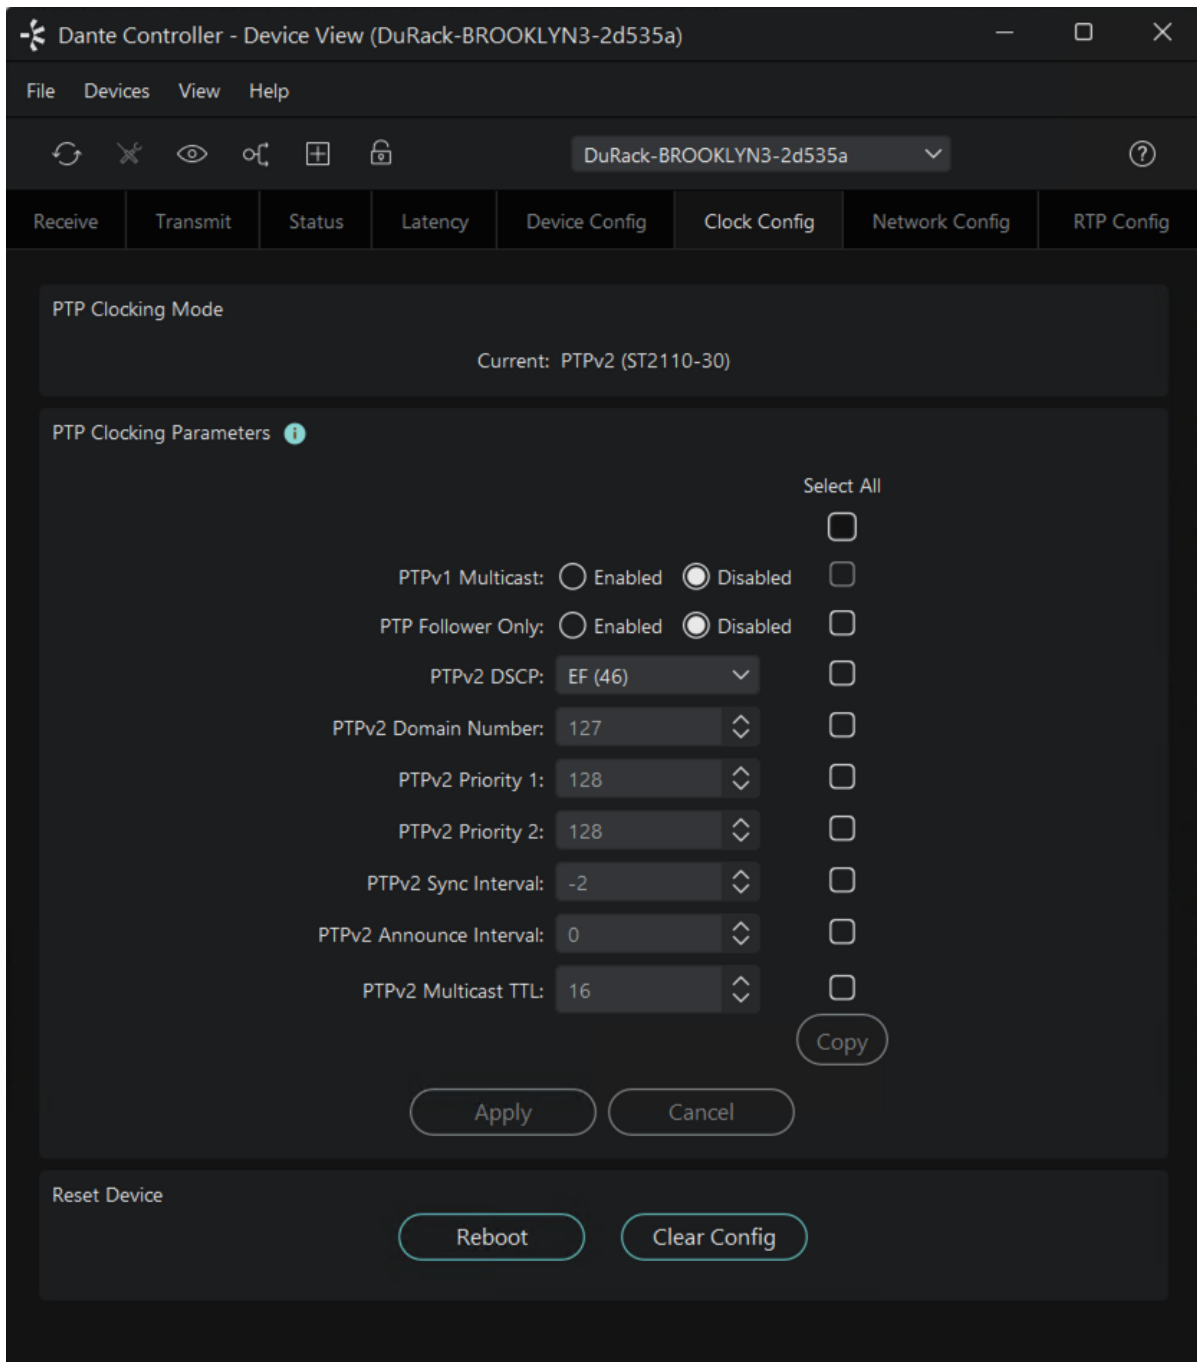 Dante Controller - Device View (DuRack-BROOKLYN3-2d535a)
File Devices View Help
DuRack-BROOKLYN3-2d535a
Receive Transmit Status Latency Device Config Clock Config Network Config RTP Config
PTP Clocking Mode
Current: PTPv2 (ST2110-30)
PTP Clocking Parameters
Select All
PTPv1 Multicast: Enabled Disabled
PTP Follower Only: Enabled Disabled
PTPv2 DSCP: EF (46)
PTPv2 Domain Number: 127
PTPv2 Priority 1: 128
PTPv2 Priority 2: 128
PTPv2 Sync Interval: -2
PTPv2 Announce Interval: 0
PTPv2 Multicast TTL: 16
Copy
Apply Cancel
Reset Device
Reboot Clear Config